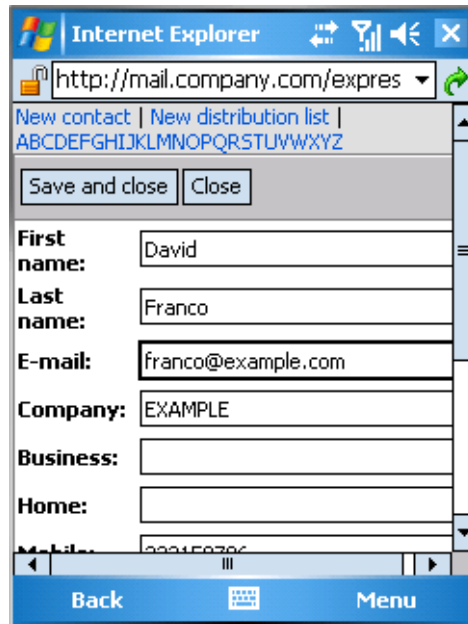 Internet Explorer
http://mail.company.com/expres
New contact | New distribution list |
ABCDEFGHIJKLMNOPQRSTUVWXYZ
Save and close Close
First name: David
Last name: Franco
E-mail: franco@example.com
Company: EXAMPLE
Business:
Home:
Mobile:
Back Menu